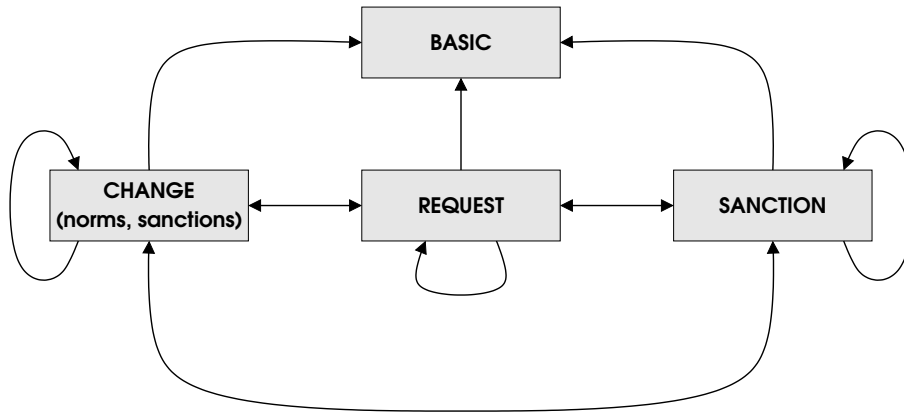 BASIC
CHANGE
(norms, sanctions)
REQUEST
SANCTION